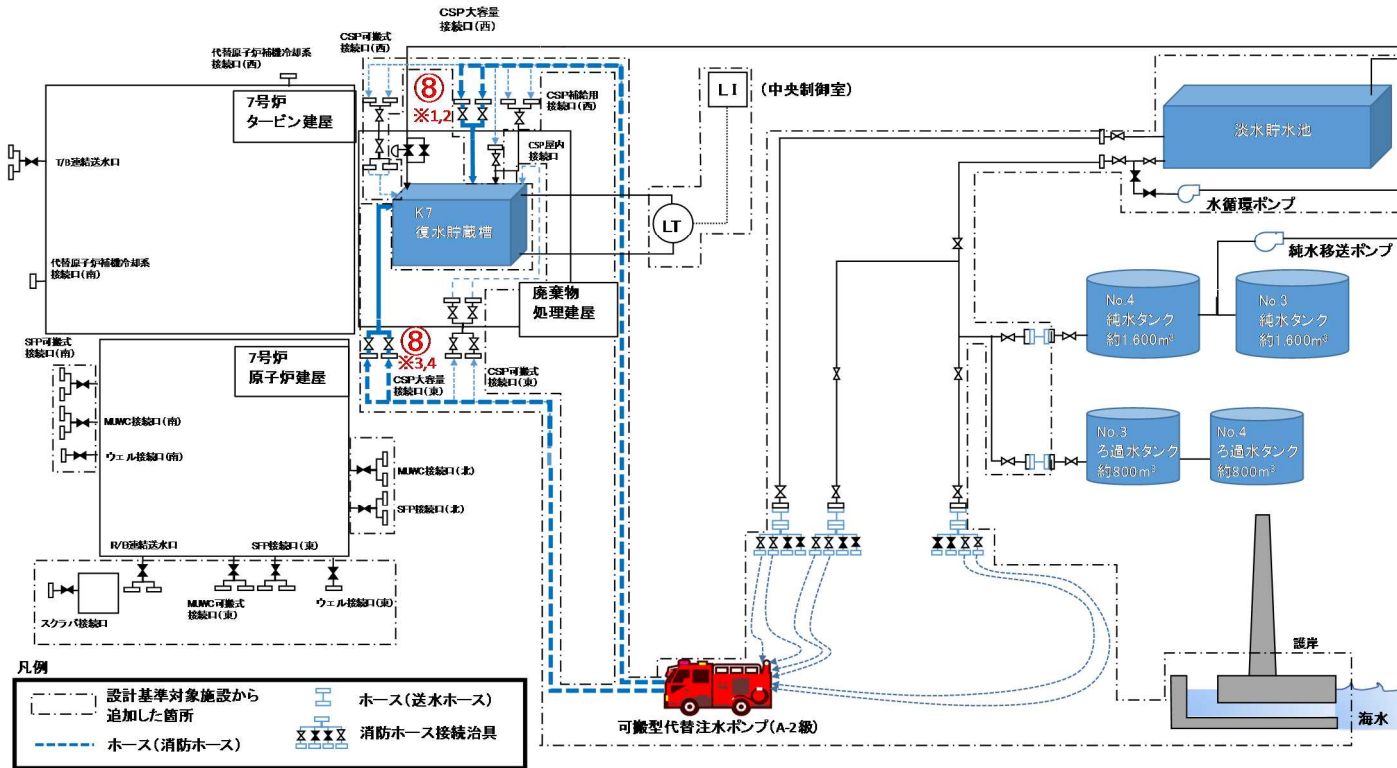 CSP大容量
接続口(西)
CSP可搬式
接続口(西)
代替原子炉補機冷却系
接続口(西)
⑧
※1,2
CSP補給用
接続口(西)
CSP屋内
接続口
LI
(中央制御室)
7号炉
タービン建屋
T/B連結送水口
代替原子炉補機冷却系
接続口(南)
K7
復水貯蔵槽
LT
廃棄物
処理建屋
淡水貯水池
水循環ポンプ
純水移送ポンプ
No.4
純水タンク
約1,600m³
No.3
純水タンク
約1,600m³
No.3
ろ過水タンク
約800m³
No.4
ろ過水タンク
約800m³
⑧
※3,4
CSP大容量
接続口(東)
CSP可搬式
接続口(東)
SFP可搬式
接続口(南)
7号炉
原子炉建屋
MUWC接続口(南)
ウェル接続口(南)
MUWC接続口(北)
SFP接続口(北)
R/B連結送水口
SFP接続口(東)
MUWC可搬式
接続口(東)
ウェル接続口(東)
スクラバ接続口
可搬型代替注水ポンプ(A-2級)
護岸
海水
凡例
設計基準対象施設から
追加した箇所
ホース(消防ホース)
ホース(送水ホース)
消防ホース接続治具